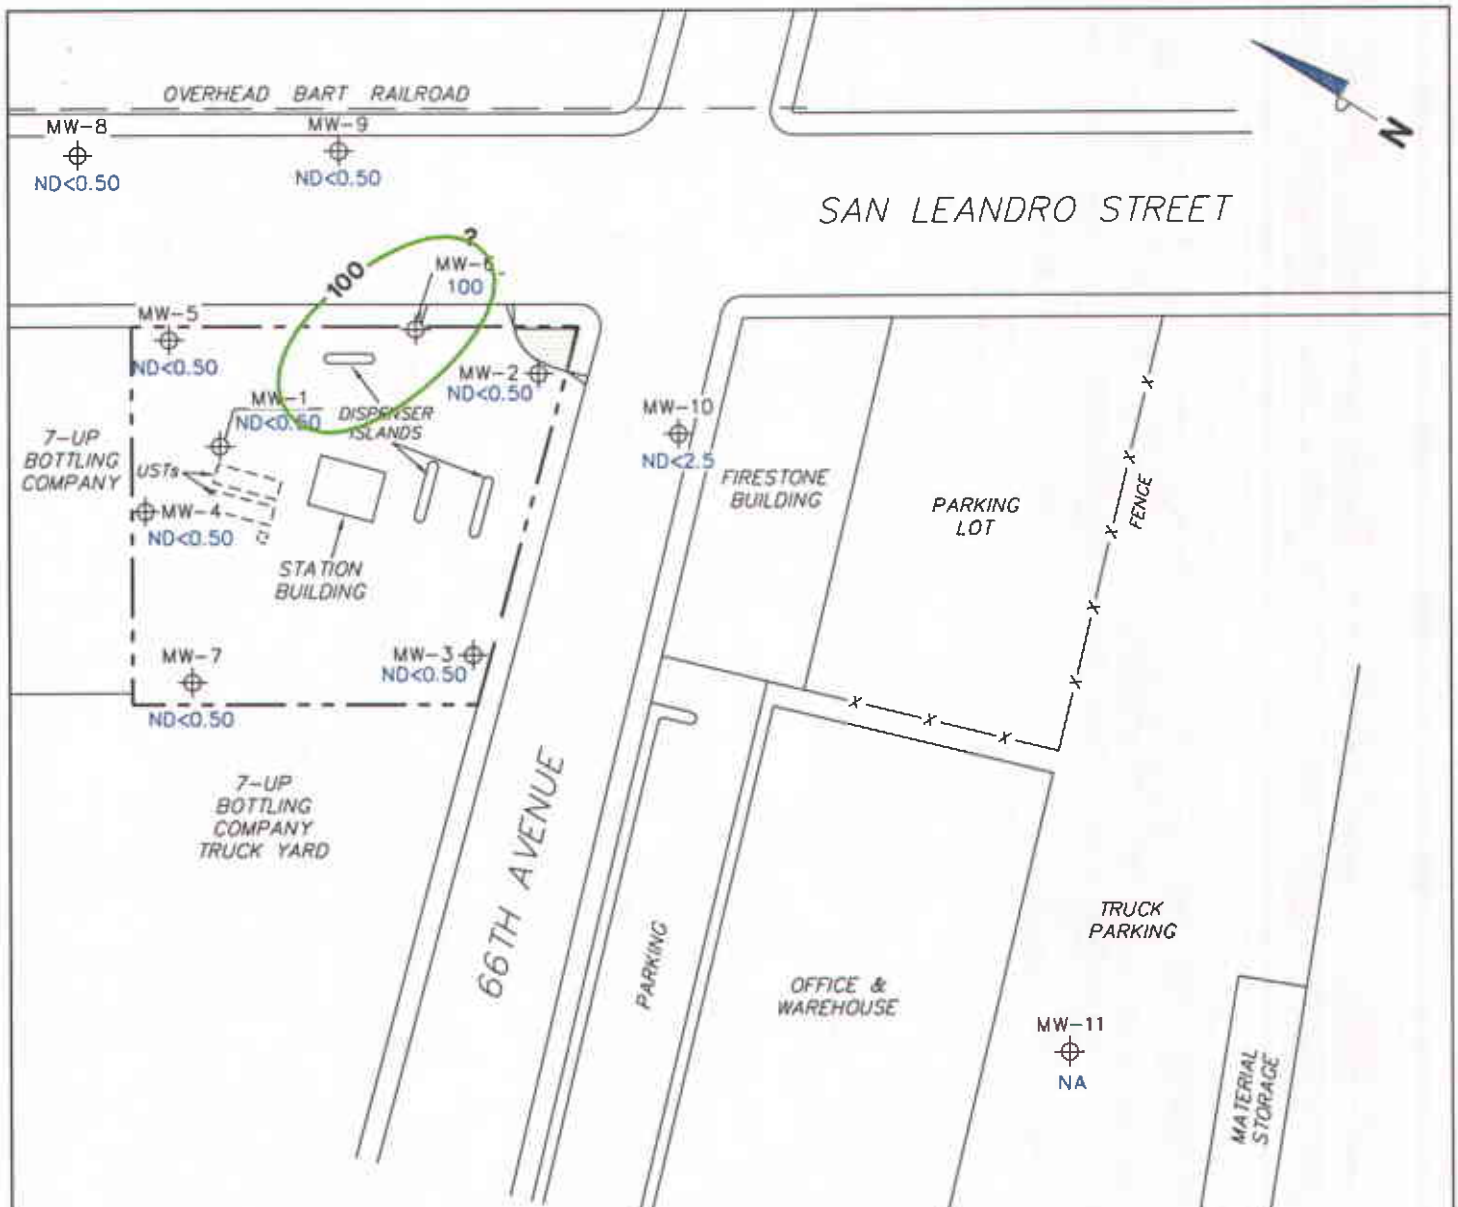 OVERHEAD BART RAILROAD
MW-8
ND<0.50
MW-9
ND<0.50
N
SAN LEANDRO STREET
?
100
MW-6
100
MW-5
ND<0.50
MW-2
ND<0.50
MW-1
ND<0.50
DISPENSER
ISLANDS
MW-10
ND<2.5
7-UP
BOTTLING
COMPANY
USTs
MW-4
ND<0.50
STATION
BUILDING
FIRESTONE
BUILDING
PARKING
LOT
X
X
FENCE
X
X
X
X
X
X
MW-3
ND<0.50
MW-7
ND<0.50
7-UP
BOTTLING
COMPANY
TRUCK YARD
66TH AVENUE
PARKING
OFFICE &
WAREHOUSE
TRUCK
PARKING
MW-11
NA
MATERIAL
STORAGE